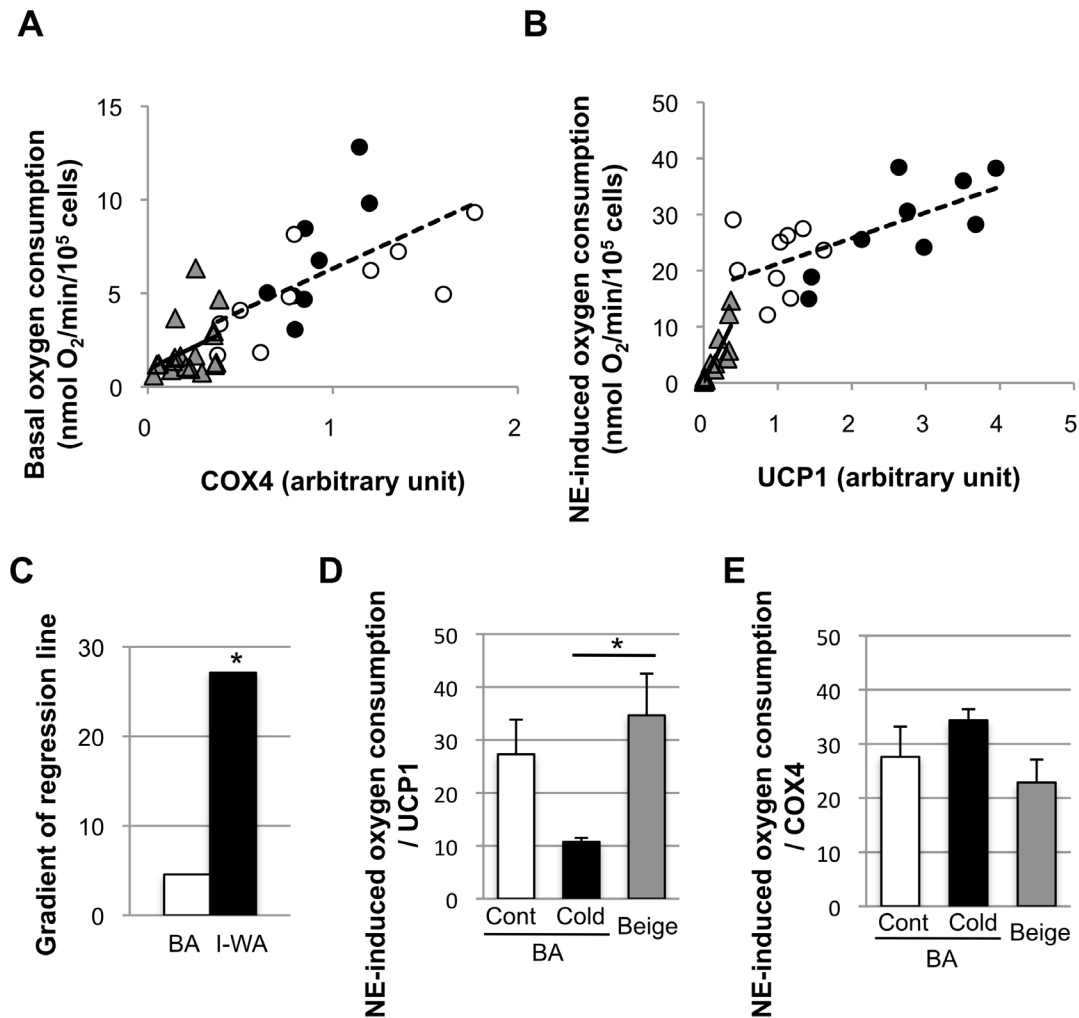 A
Basal oxygen consumption
(nmol O2/min/10^5 cells)
15
10
5
0
0 1 2
COX4 (arbitrary unit)
B
NE-induced oxygen consumption
(nmol O2/min/10^5 cells)
50
40
30
20
10
0
0 1 2 3 4 5
UCP1 (arbitrary unit)
C
Gradient of regression line
30
20
10
0
*
BA I-WA
D
NE-induced oxygen consumption
/ UCP1
50
40
30
20
10
0
*
Cont Cold Beige
BA
E
NE-induced oxygen consumption
/ COX4
50
40
30
20
10
0
Cont Cold Beige
BA